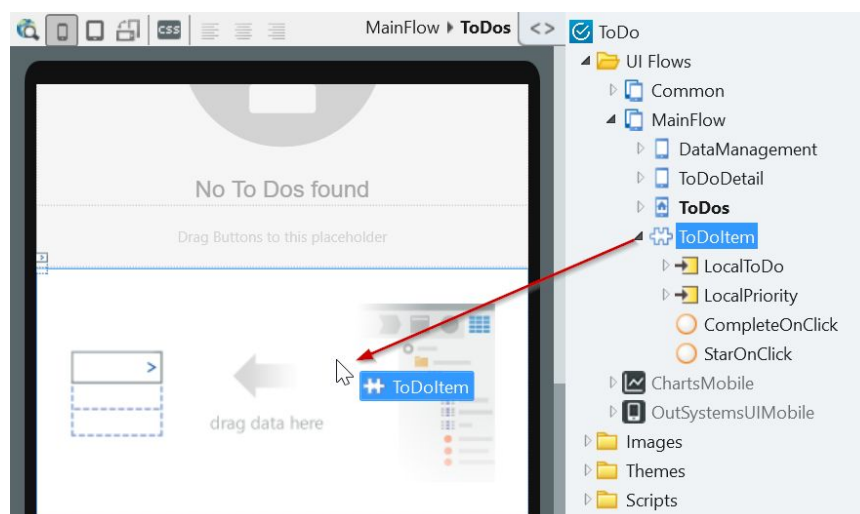 CSS
MainFlow ToDos <>
No To Dos found
Drag Buttons to this placeholder
drag data here
ToDoItem
ToDo
UI Flows
Common
MainFlow
DataManagement
ToDoDetail
ToDos
ToDoItem
LocalToDo
LocalPriority
CompleteOnClick
StarOnClick
ChartsMobile
OutSystemsUIMobile
Images
Themes
Scripts